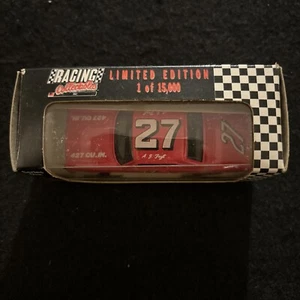 RACING
Collectables
LIMITED EDITION
1 of 15,000
27
27
427 CU. IN.